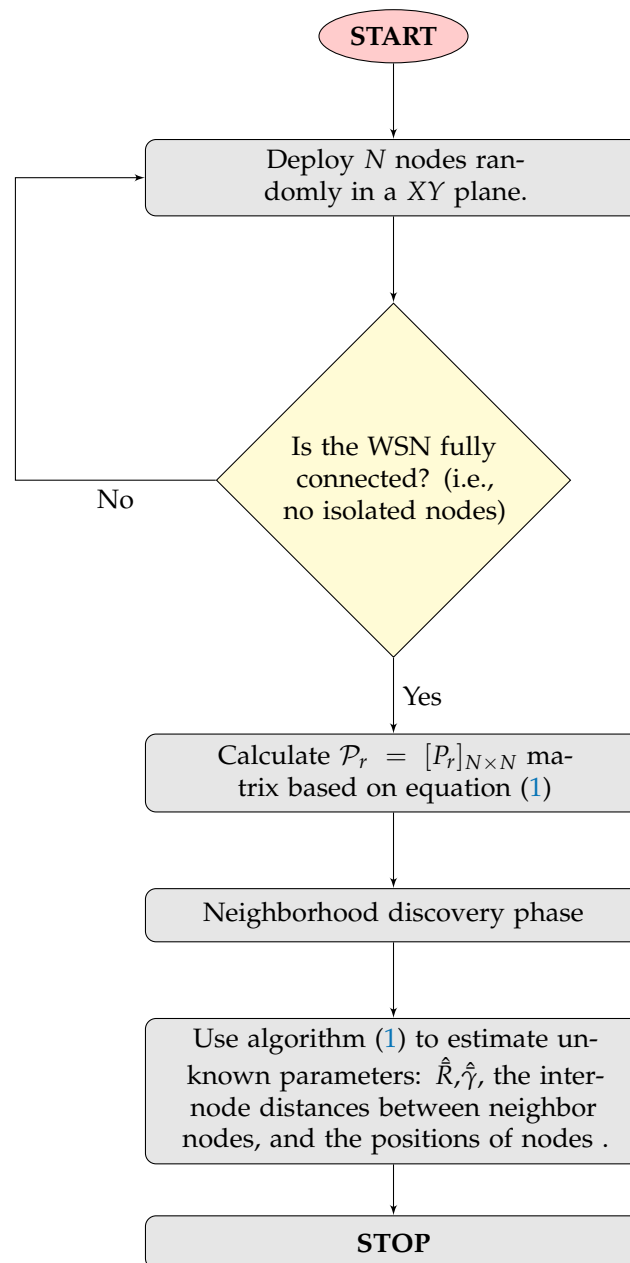 START
Deploy N nodes ran-
domly in a XY plane.
Is the WSN fully
connected? (i.e.,
no isolated nodes)
No
Yes
Calculate 𝒫_r = [P_r]_{N×N} ma-
trix based on equation (1)
Neighborhood discovery phase
Use algorithm (1) to estimate un-
known parameters: R̄̂,γ̄̂, the inter-
node distances between neighbor
nodes, and the positions of nodes .
STOP